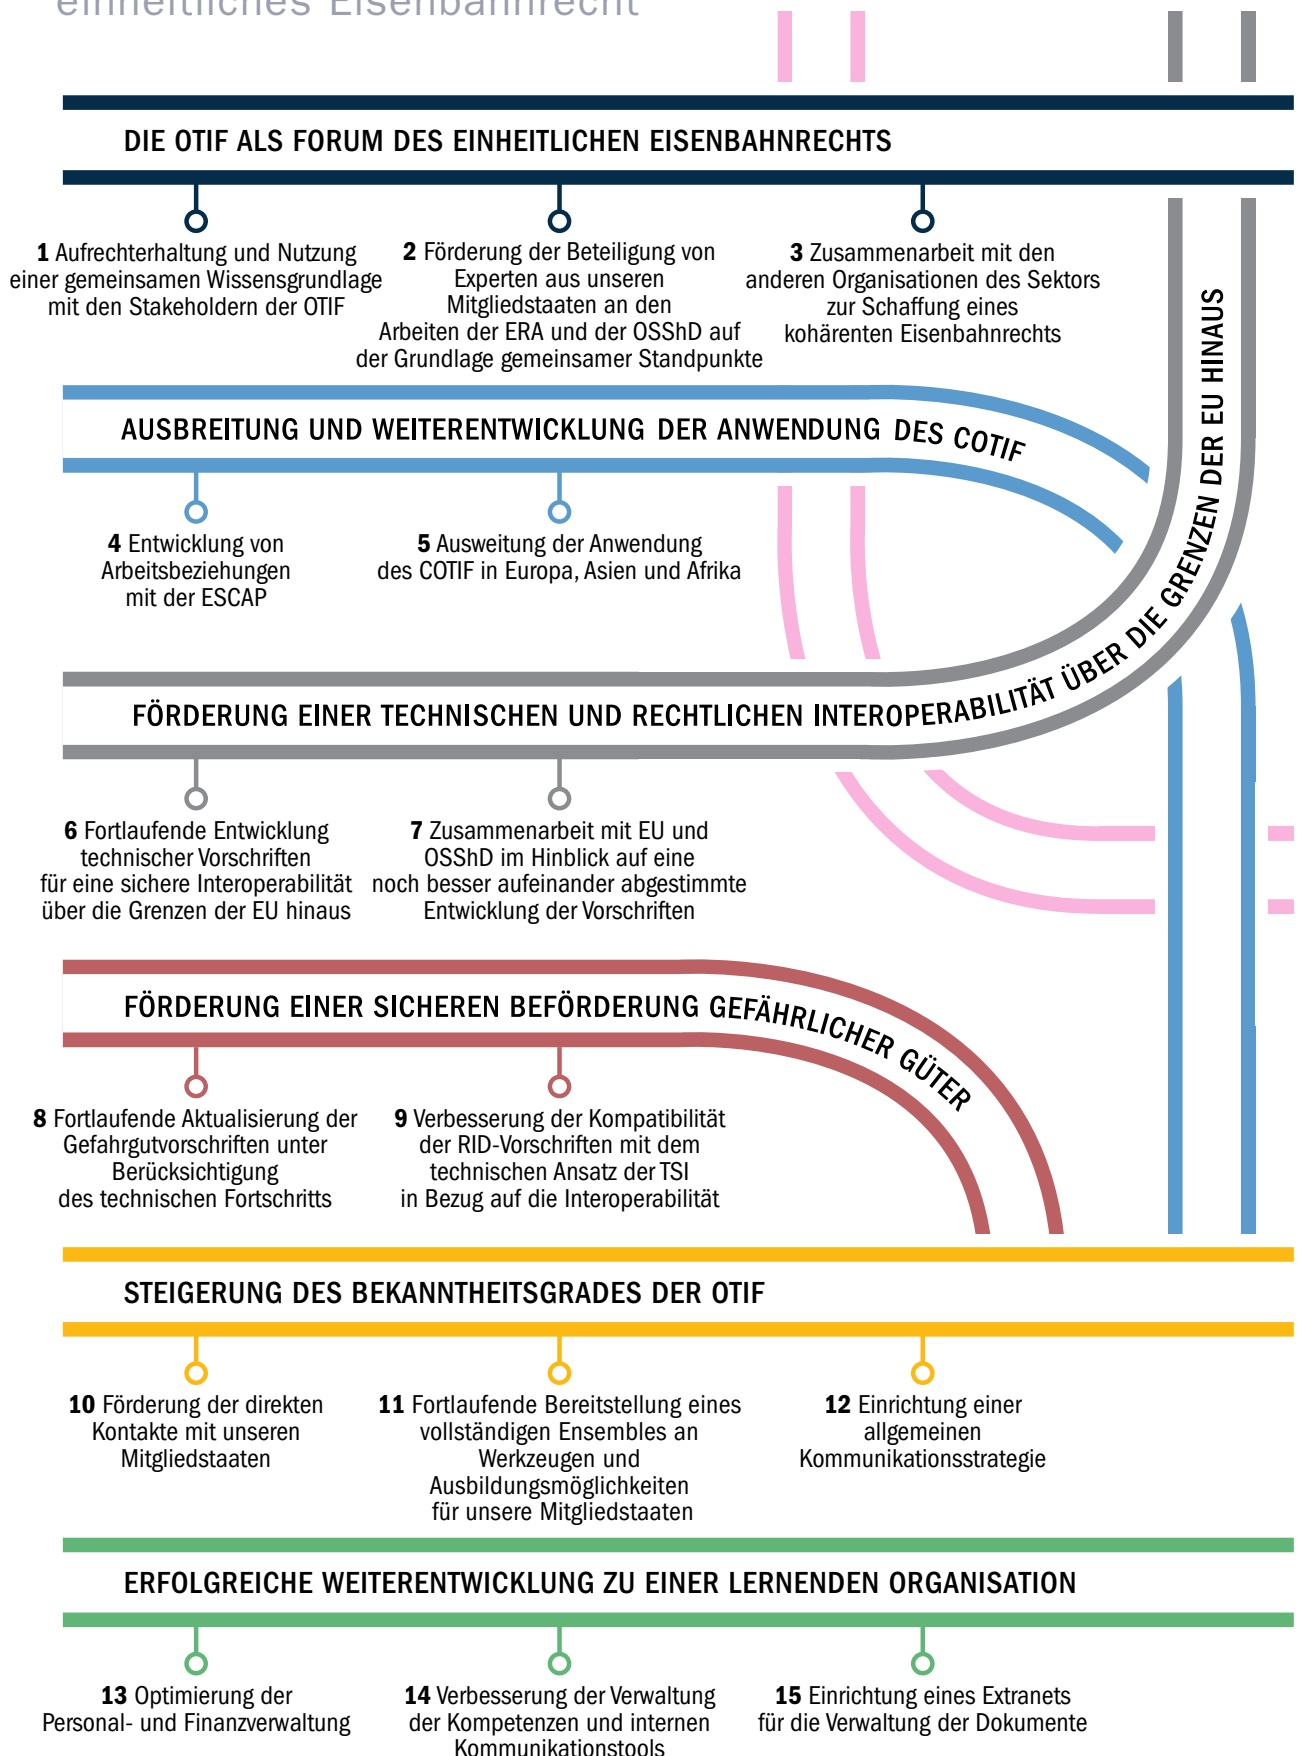 einheitliches Eisenbahnrecht
DIE OTIF ALS FORUM DES EINHEITLICHEN EISENBAHNRECHTS
1 Aufrechterhaltung und Nutzung
einer gemeinsamen Wissensgrundlage
mit den Stakeholdern der OTIF
2 Förderung der Beteiligung von
Experten aus unseren
Mitgliedstaaten an den
Arbeiten der ERA und der OSShD auf
der Grundlage gemeinsamer Standpunkte
3 Zusammenarbeit mit den
anderen Organisationen des Sektors
zur Schaffung eines
kohärenten Eisenbahnrechts
AUSBREITUNG UND WEITERENTWICKLUNG DER ANWENDUNG DES COTIF
4 Entwicklung von
Arbeitsbeziehungen
mit der ESCAP
5 Ausweitung der Anwendung
des COTIF in Europa, Asien und Afrika
FÖRDERUNG EINER TECHNISCHEN UND RECHTLICHEN INTEROPERABILITÄT ÜBER DIE GRENZEN DER EU HINAUS
6 Fortlaufende Entwicklung
technischer Vorschriften
für eine sichere Interoperabilität
über die Grenzen der EU hinaus
7 Zusammenarbeit mit EU und
OSShD im Hinblick auf eine
noch besser aufeinander abgestimmte
Entwicklung der Vorschriften
FÖRDERUNG EINER SICHEREN BEFÖRDERUNG GEFÄHRLICHER GÜTER
8 Fortlaufende Aktualisierung der
Gefahrgutvorschriften unter
Berücksichtigung
des technischen Fortschritts
9 Verbesserung der Kompatibilität
der RID-Vorschriften mit dem
technischen Ansatz der TSI
in Bezug auf die Interoperabilität
STEIGERUNG DES BEKANNTHEITSGRADES DER OTIF
10 Förderung der direkten
Kontakte mit unseren
Mitgliedstaaten
11 Fortlaufende Bereitstellung eines
vollständigen Ensembles an
Werkzeugen und
Ausbildungsmöglichkeiten
für unsere Mitgliedstaaten
12 Einrichtung einer
allgemeinen
Kommunikationsstrategie
ERFOLGREICHE WEITERENTWICKLUNG ZU EINER LERNENDEN ORGANISATION
13 Optimierung der
Personal- und Finanzverwaltung
14 Verbesserung der Verwaltung
der Kompetenzen und internen
Kommunikationstools
15 Einrichtung eines Extranets
für die Verwaltung der Dokumente